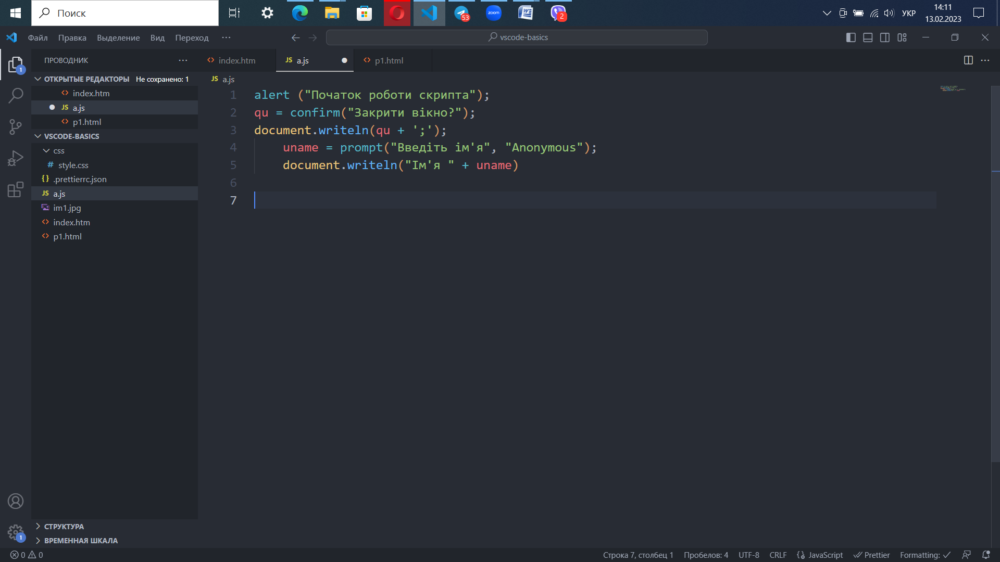 Поиск
zoom
53
2
УКР
14:11
13.02.2023
Файл Правка Выделение Вид Переход ···
vscode-basics
1
ПРОВОДНИК ···
index.htm
JS a.js
p1.html
ОТКРЫТЫЕ РЕДАКТОРЫ Не сохранено: 1
index.htm
JS a.js
p1.html
VSCODE-BASICS
css
# style.css
{} .prettierrc.json
JS a.js
im1.jpg
index.htm
p1.html
JS a.js
1 alert ("Початок роботи скрипта");
2 qu = confirm("Закрити вікно?");
3 document.writeln(qu + ';');
4 uname = prompt("Введіть ім'я", "Anonymous");
5 document.writeln("Ім'я " + uname)
6
7
СТРУКТУРА
1
ВРЕМЕННАЯ ШКАЛА
0 0
Строка 7, столбец 1 Пробелов: 4 UTF-8 CRLF JavaScript Prettier Formatting: ✓